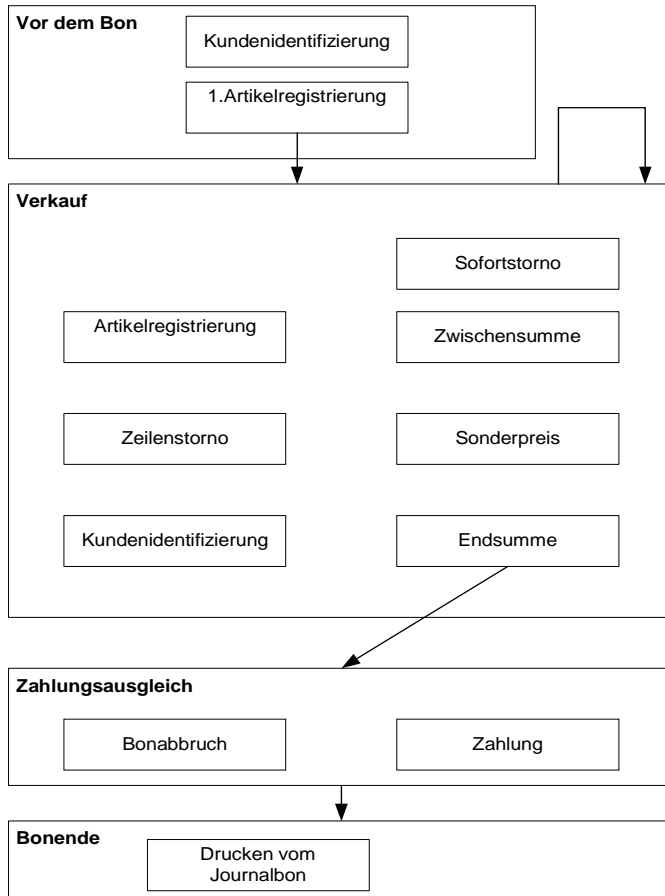 Vor dem Bon
Kundenidentifizierung
1.Artikelregistrierung
Verkauf
Sofortstorno
Artikelregistrierung
Zwischensumme
Zeilenstorno
Sonderpreis
Kundenidentifizierung
Endsumme
Zahlungsausgleich
Bonabbruch
Zahlung
Bonende
Drucken vom
Journalbon